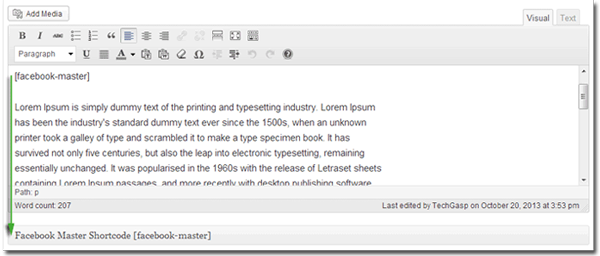 Add Media
Visual Text
B I ABC
Paragraph U A Ω
[facebook-master]
Lorem Ipsum is simply dummy text of the printing and typesetting industry. Lorem Ipsum
has been the industry's standard dummy text ever since the 1500s, when an unknown
printer took a galley of type and scrambled it to make a type specimen book. It has
survived not only five centuries, but also the leap into electronic typesetting, remaining
essentially unchanged. It was popularised in the 1960s with the release of Letraset sheets
containing Lorem Ipsum passages, and more recently with desktop publishing software
Path: p
Word count: 207
Last edited by TechGasp on October 20, 2013 at 3:53 pm
Facebook Master Shortcode [facebook-master]